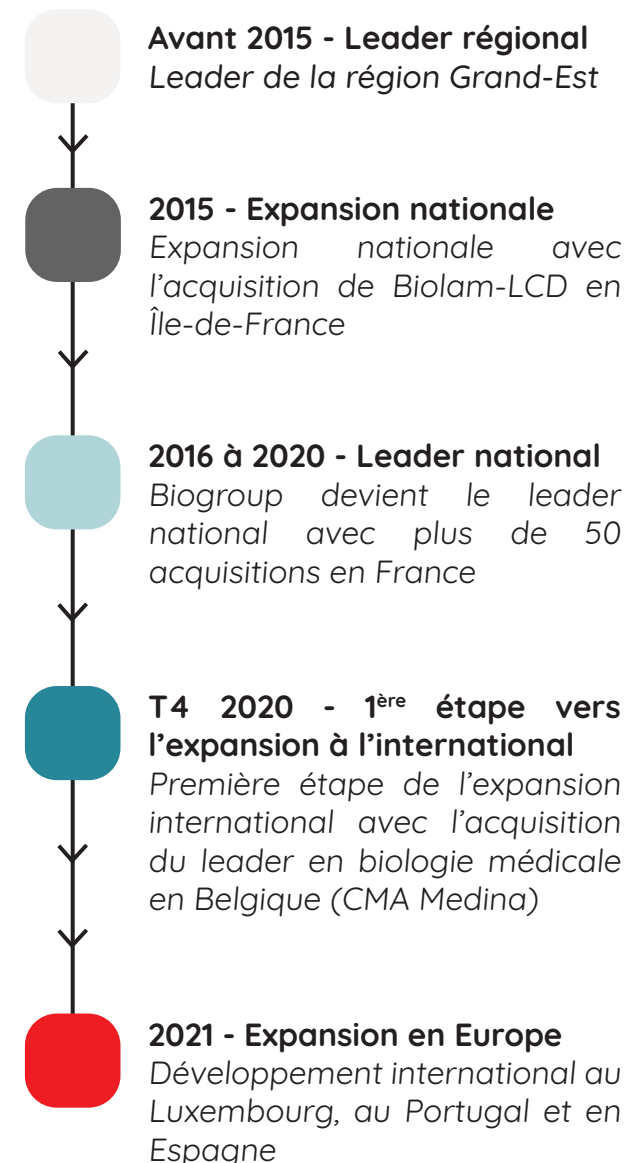 Avant 2015 - Leader régional
Leader de la région Grand-Est
2015 - Expansion nationale
Expansion nationale avec
l’acquisition de Biolam-LCD en
Île-de-France
2016 à 2020 - Leader national
Biogroup devient le leader
national avec plus de 50
acquisitions en France
T4 2020 - 1ère étape vers
l’expansion à l’international
Première étape de l’expansion
international avec l’acquisition
du leader en biologie médicale
en Belgique (CMA Medina)
2021 - Expansion en Europe
Développement international au
Luxembourg, au Portugal et en
Espagne